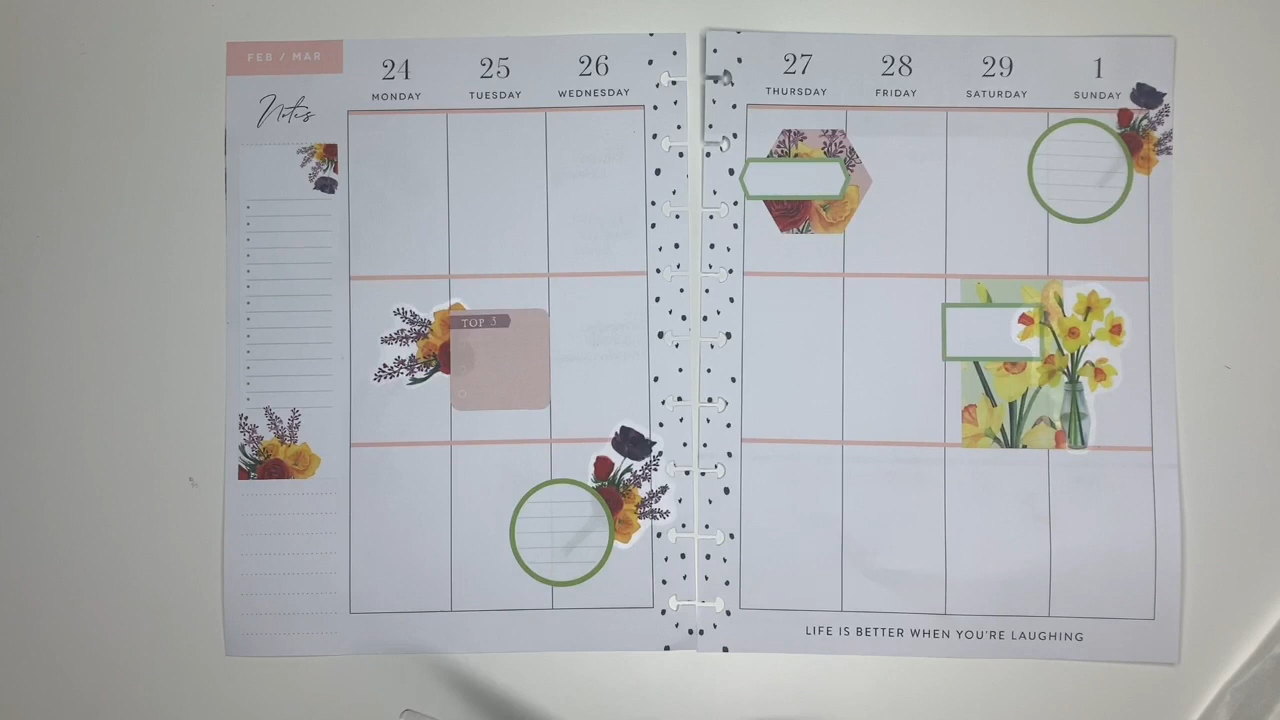 FEB / MAR
Notes
24
MONDAY
25
TUESDAY
26
WEDNESDAY
27
THURSDAY
28
FRIDAY
29
SATURDAY
1
SUNDAY
TOP 3
LIFE IS BETTER WHEN YOU'RE LAUGHING